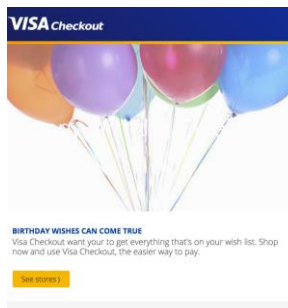 VISA Checkout
BIRTHDAY WISHES CAN COME TRUE
Visa Checkout want your to get everything that's on your wish list. Shop
now and use Visa Checkout, the easier way to pay.
See stores ⟩